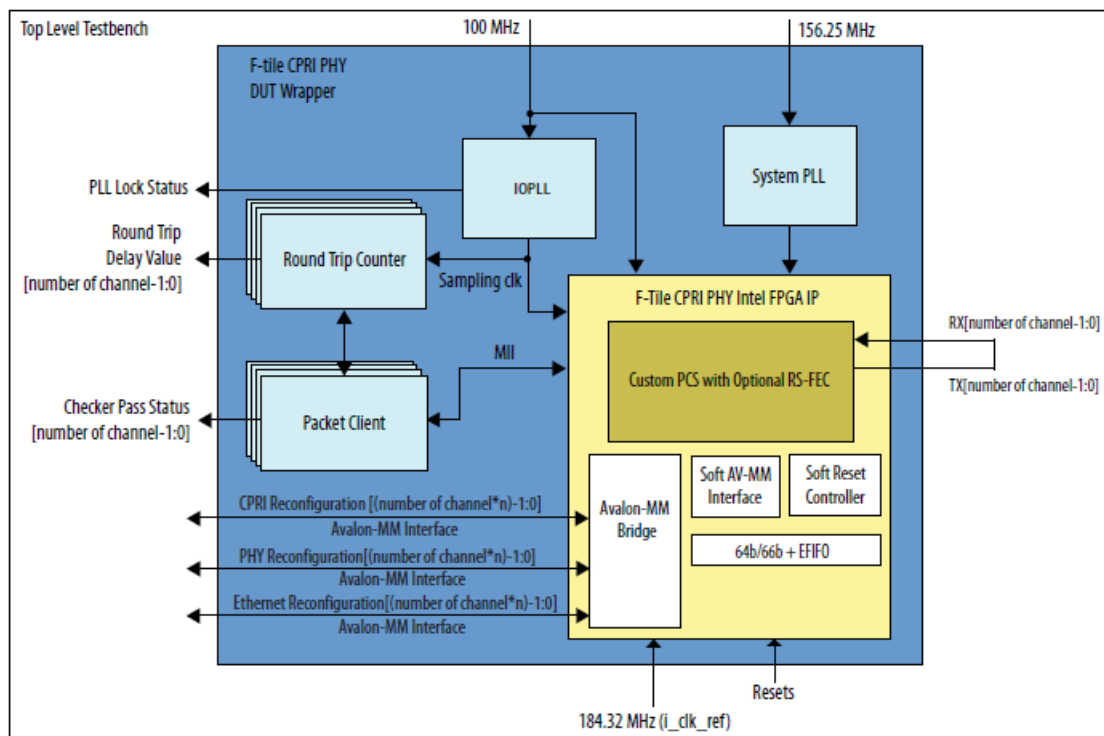 Top Level Testbench
100 MHz
156.25 MHz
F-tile CPRI PHY
DUT Wrapper
IOPLL
System PLL
PLL Lock Status
Round Trip
Delay Value
[number of channel-1:0]
Round Trip Counter
Sampling clk
F-Tile CPRI PHY Intel FPGA IP
RX[number of channel-1:0]
MII
Custom PCS with Optional RS-FEC
TX[number of channel-1:0]
Checker Pass Status
[number of channel-1:0]
Packet Client
Avalon-MM
Bridge
Soft AV-MM
Interface
Soft Reset
Controller
CPRI Reconfiguration [(number of channel*n)-1:0]
Avalon-MM Interface
PHY Reconfiguration[(number of channel*n)-1:0]
Avalon-MM Interface
64b/66b + EFIFO
Ethernet Reconfiguration[(number of channel*n)-1:0]
Avalon-MM Interface
Resets
184.32 MHz (i_clk_ref)